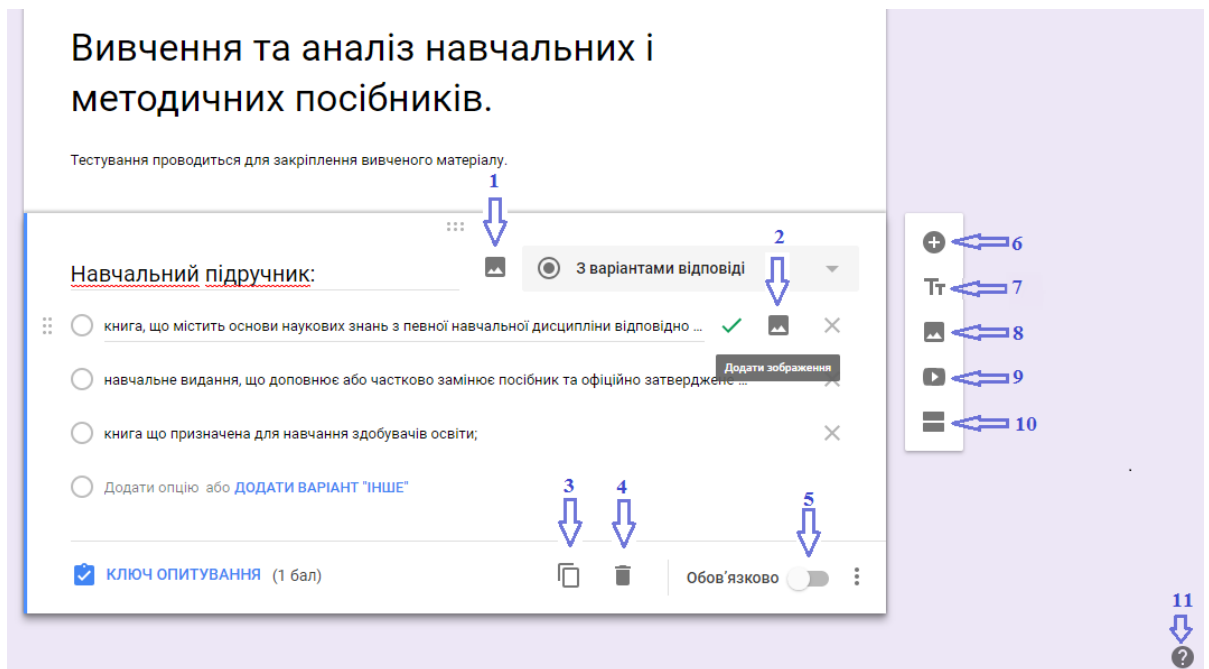 Вивчення та аналіз навчальних і
методичних посібників.
Тестування проводиться для закріплення вивченого матеріалу.
1
2
Навчальний підручник:
З варіантами відповіді
книга, що містить основи наукових знань з певної навчальної дисципліни відповідно ...
Додати зображення
навчальне видання, що доповнює або частково замінює посібник та офіційно затверджене ...
книга що призначена для навчання здобувачів освіти;
Додати опцію або ДОДАТИ ВАРІАНТ "ІНШЕ"
3
4
5
КЛЮЧ ОПИТУВАННЯ (1 бал)
Обов'язково
6
Тт 7
8
9
10
.
11
?